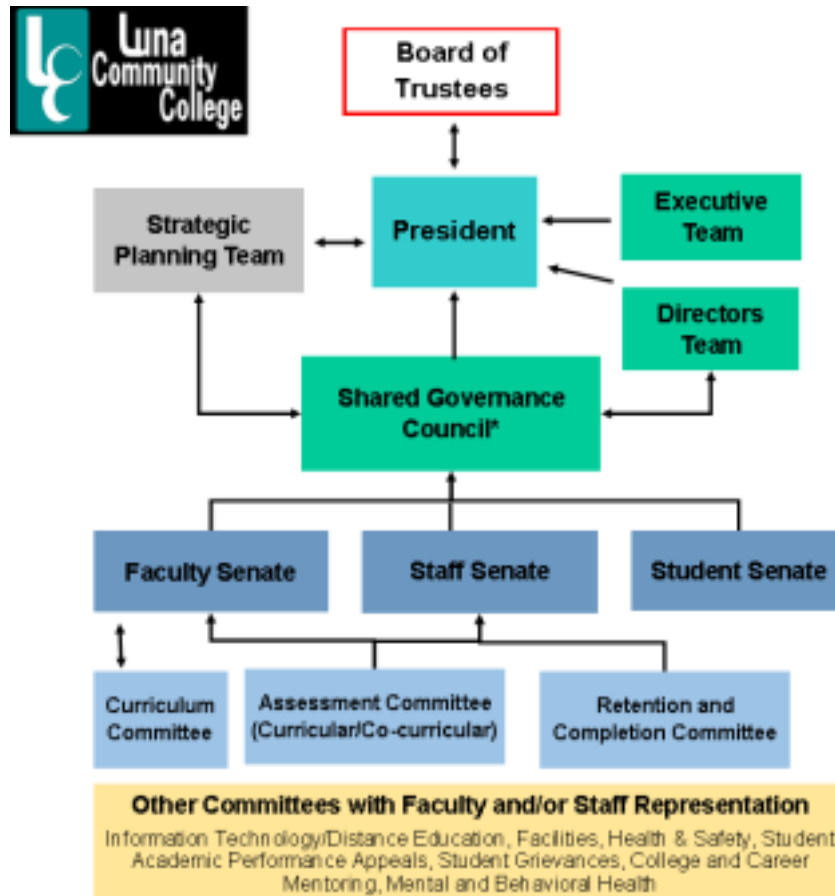 Luna
Community
College
Board of
Trustees
Strategic
Planning Team
President
Executive
Team
Directors
Team
Shared Governance
Council*
Faculty Senate
Staff Senate
Student Senate
Curriculum
Committee
Assessment Committee
(Curricular/Co-curricular)
Retention and
Completion Committee
Other Committees with Faculty and/or Staff Representation
Information Technology/Distance Education, Facilities, Health & Safety, Student
Academic Performance Appeals, Student Grievances, College and Career
Mentoring, Mental and Behavioral Health